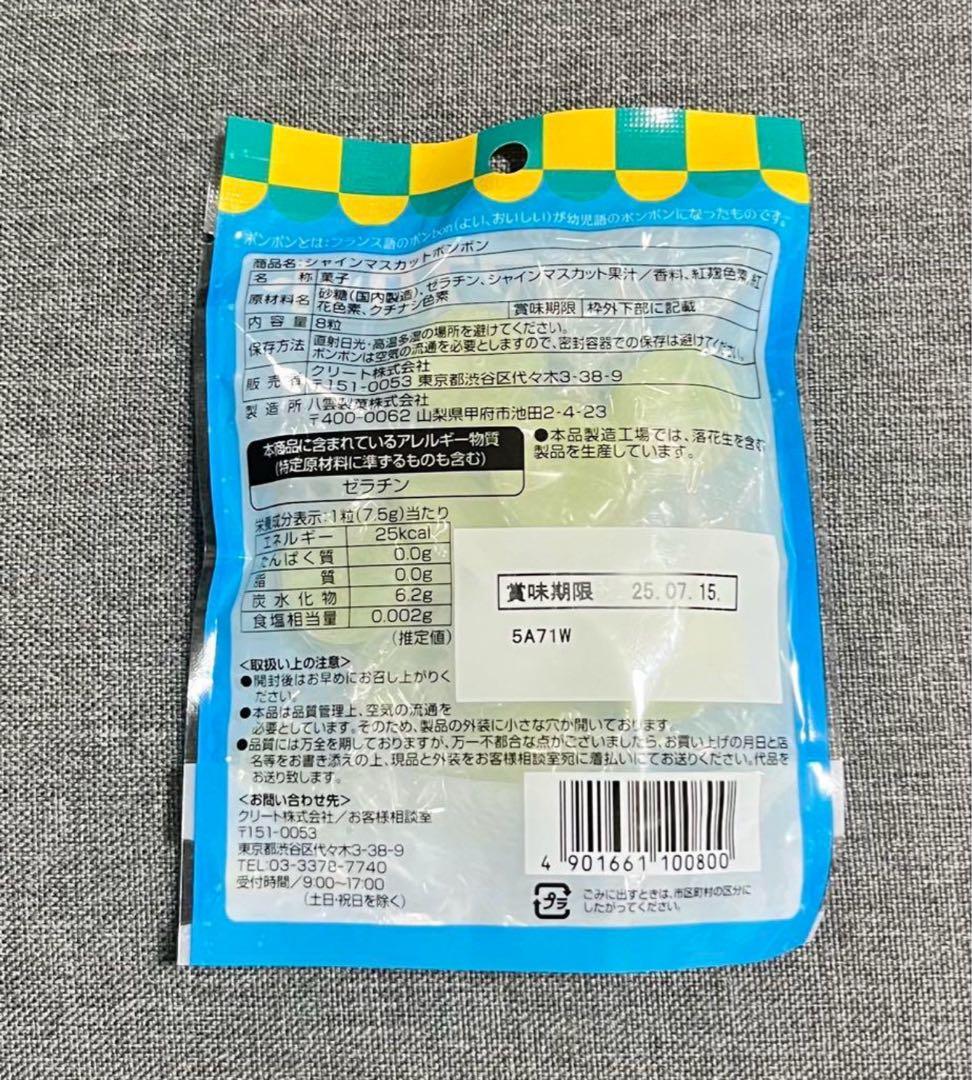 ボンボンとは:フランス語のボンbon(よい、おいしい)が幼児語のボンボンになったものです。
商品名:シャインマスカットボンボン
名 称 菓子
原材料名 砂糖(国内製造)、ゼラチン、シャインマスカット果汁/香料、紅麹色素、紅
花色素、クチナシ色素
内容量 8粒 賞味期限 枠外下部に記載
保存方法 直射日光・高温多湿の場所を避けてください。
ボンボンは空気の流通を必要としますので、密封容器での保存は避けてください。
販売者 クリート株式会社
〒151-0053 東京都渋谷区代々木3-38-9
製造所 八雲製菓株式会社
〒400-0062 山梨県甲府市池田2-4-23
本商品に含まれているアレルギー物質
(特定原材料に準ずるものも含む)
ゼラチン
●本品製造工場では、落花生を含む
製品を生産しています。
栄養成分表示:1粒(7.5g)当たり
エネルギー 25kcal
たんぱく質 0.0g
脂 質 0.0g
炭水化物 6.2g
食塩相当量 0.002g
(推定値)
賞味期限 25.07.15.
5A71W
<取扱い上の注意>
●開封後はお早めにお召し上がりく
ださい。
●本品は品質管理上、空気の流通を
必要としています。そのため、製品の外装に小さな穴が開いております。
●品質には万全を期しておりますが、万一不都合な点がございましたら、お買い上げの月日と店
名等をお書き添えの上、現品と外装をお客様相談室宛に着払いにてお送りください。代品を
お送り致します。
<お問い合わせ先>
クリート株式会社/お客様相談室
〒151-0053
東京都渋谷区代々木3-38-9
TEL:03-3378-7740
受付時間/9:00~17:00
(土日・祝日を除く)
4 901661 100800
プラ
ごみに出すときは、市区町村の区分に
したがってください。